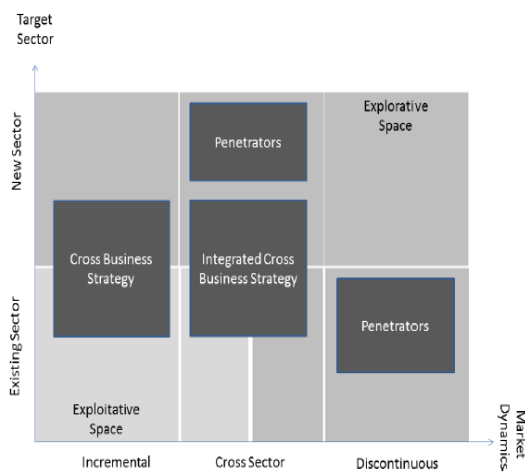 Target
Sector
Explorative
Space
Penetrators
New Sector
Cross Business
Strategy
Integrated Cross
Business Strategy
Penetrators
Existing Sector
Exploitative
Space
Incremental
Cross Sector
Discontinuous
Market
Dynamics